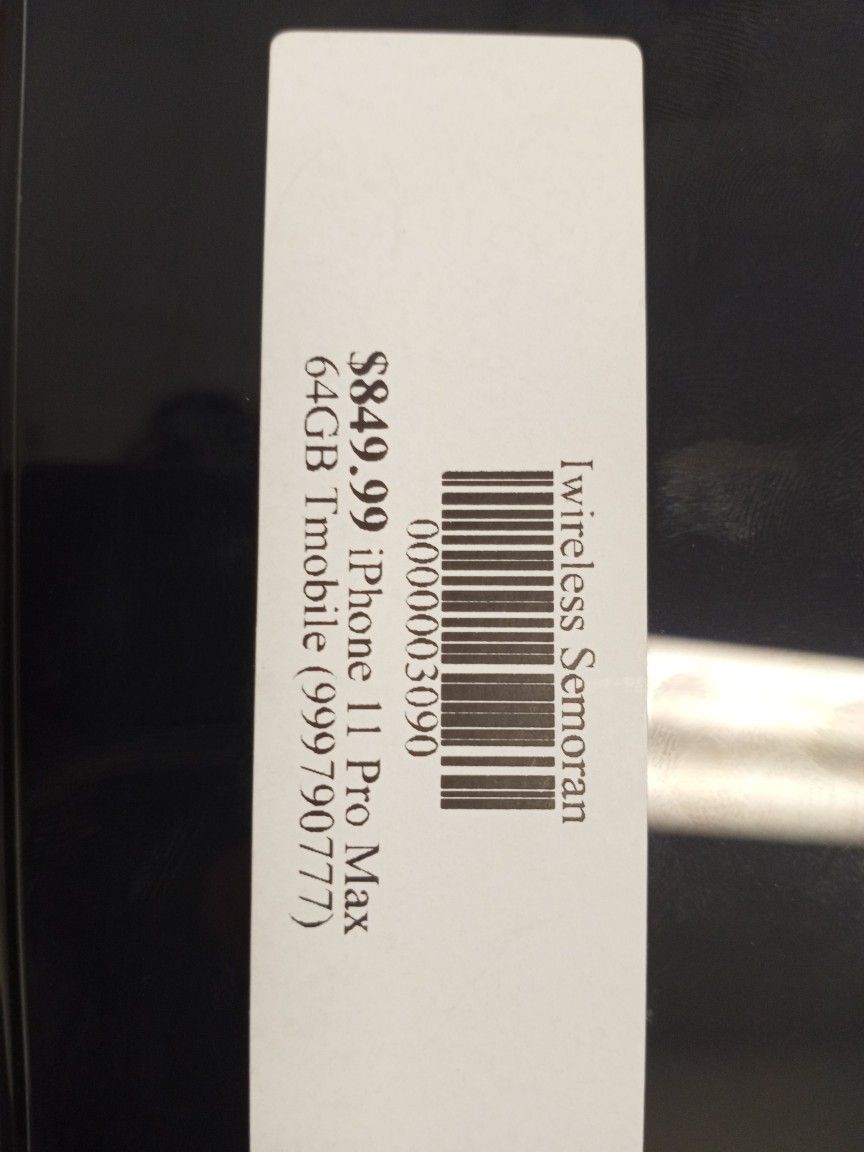 Iwireless Semoran
0000003090
$849.99 iPhone 11 Pro Max
64GB Tmobile (999790777)